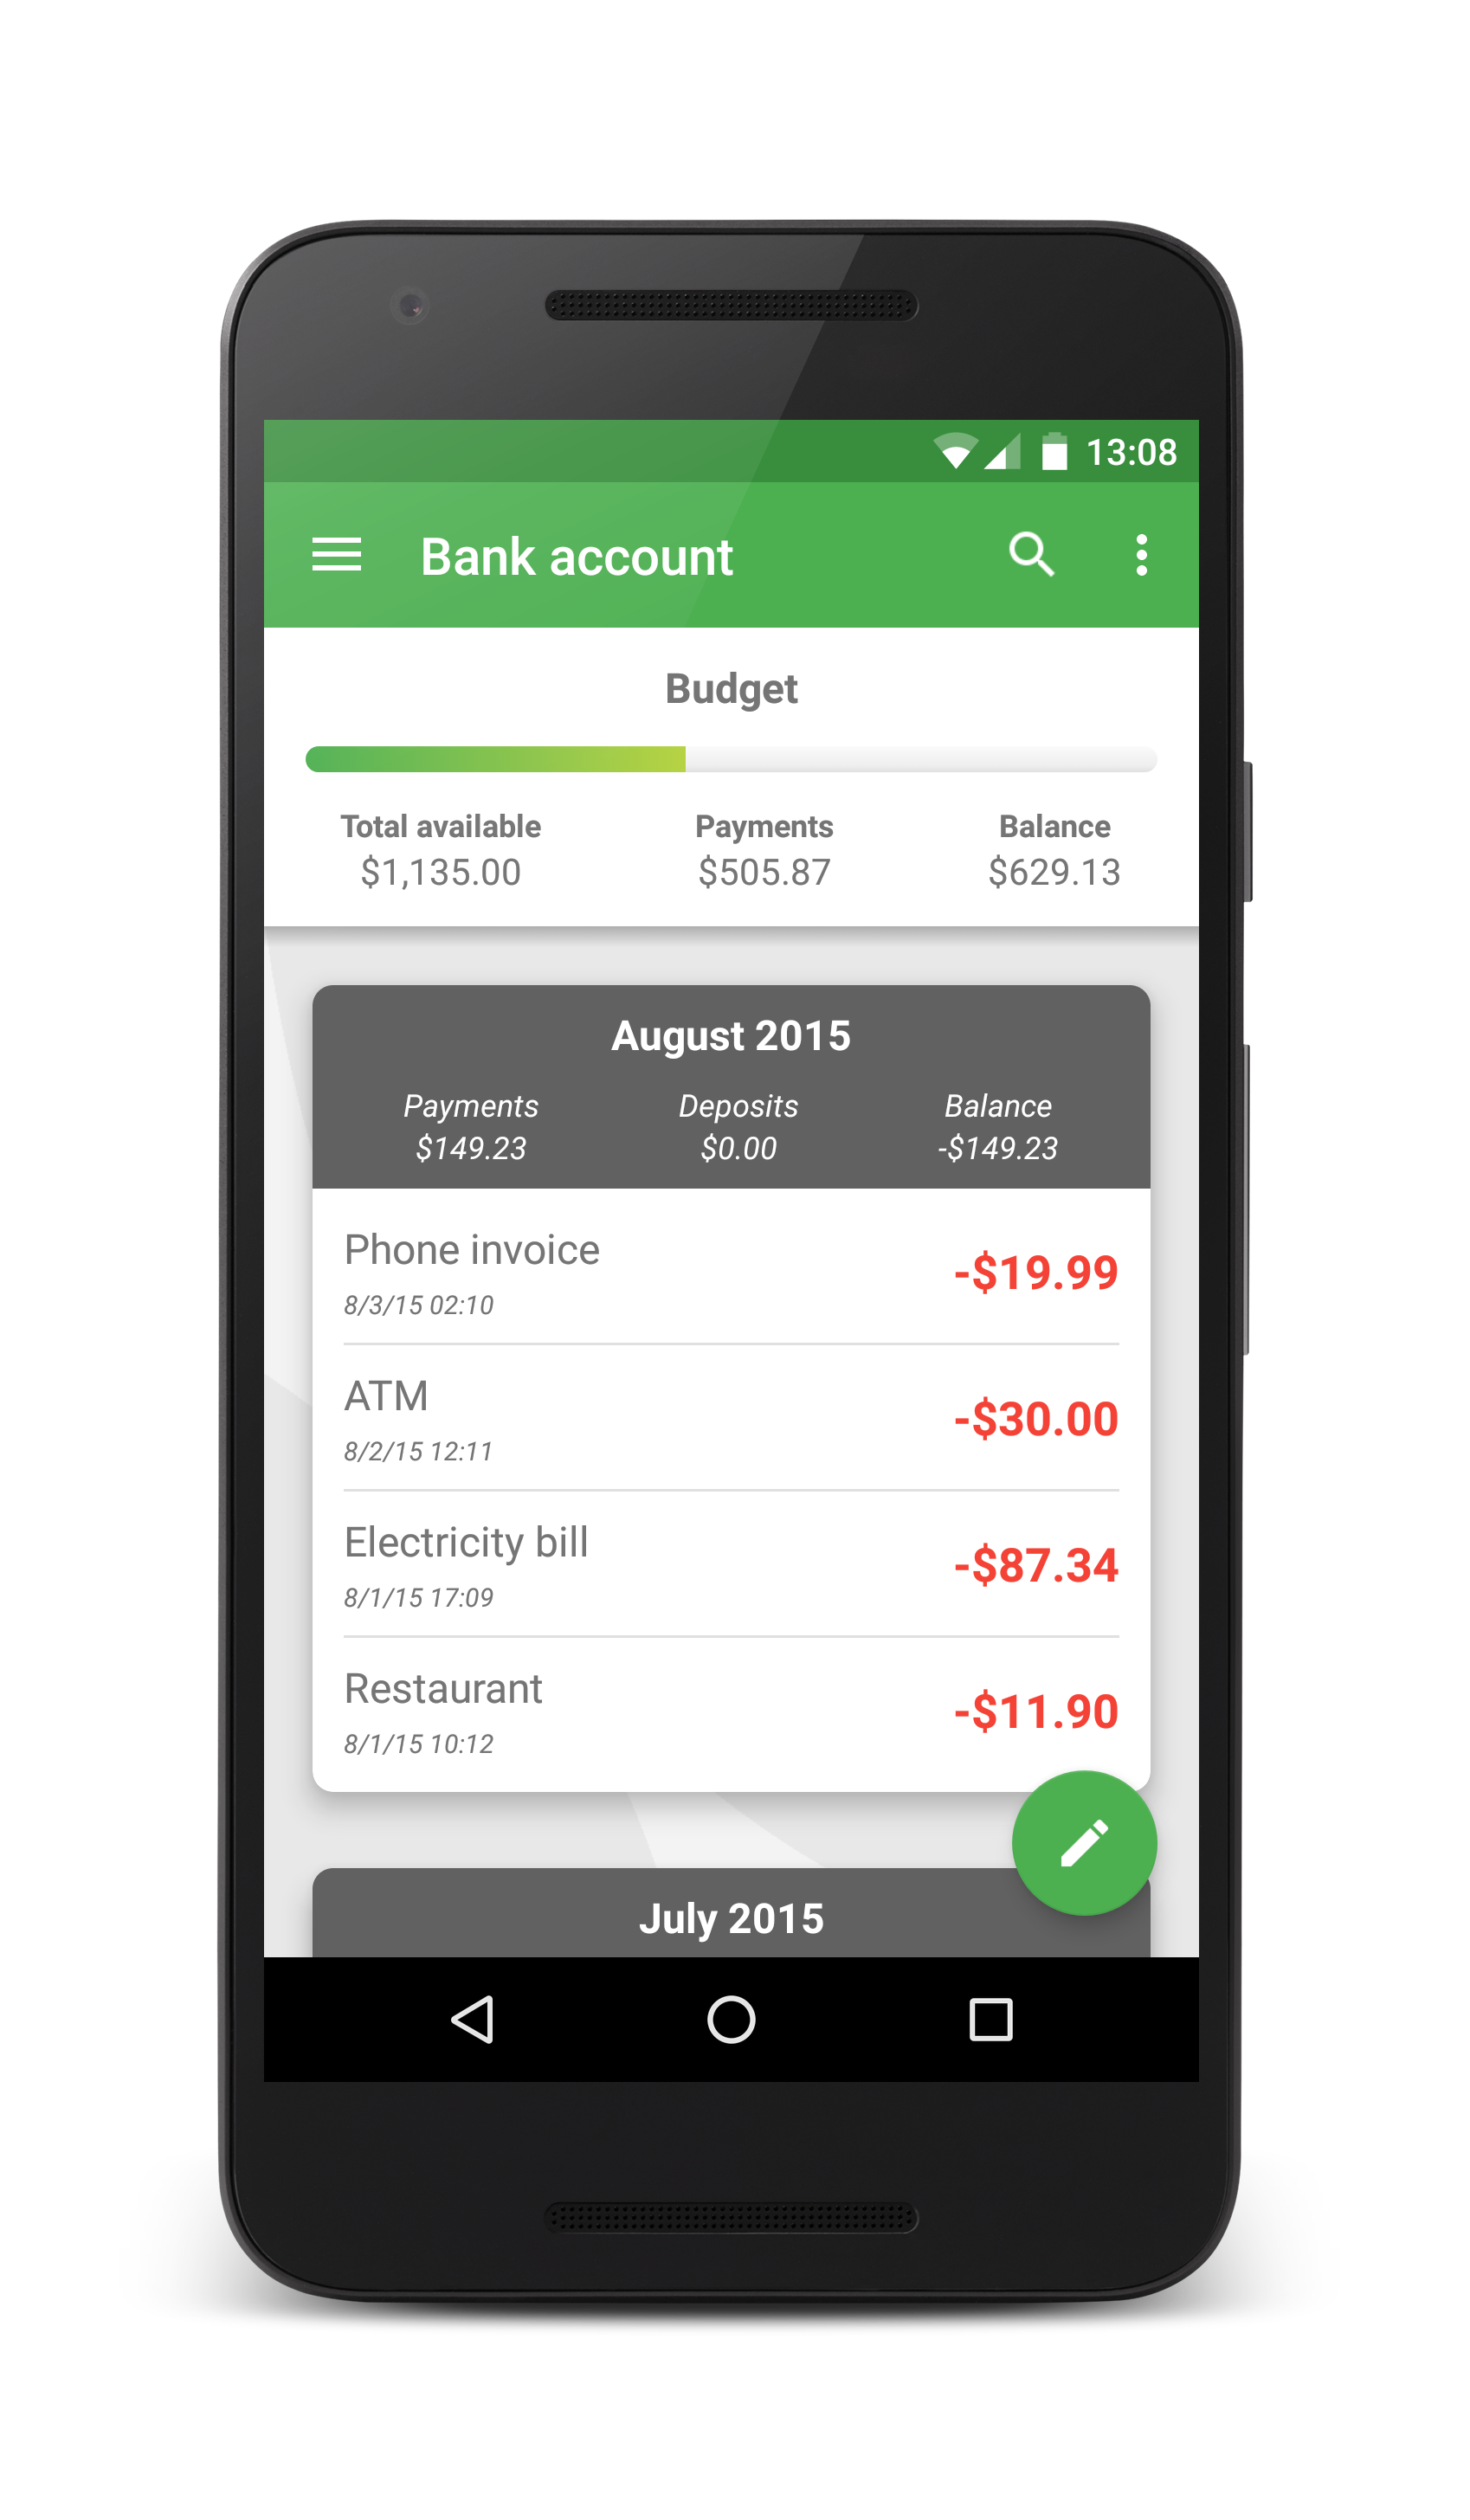 13:08
Bank account
Budget
Total available Payments Balance
$1,135.00 $505.87 $629.13
August 2015
Payments Deposits Balance
$149.23 $0.00 -$149.23
Phone invoice
-$19.99
8/3/15 02:10
ATM
-$30.00
8/2/15 12:11
Electricity bill
-$87.34
8/1/15 17:09
Restaurant
-$11.90
8/1/15 10:12
July 2015